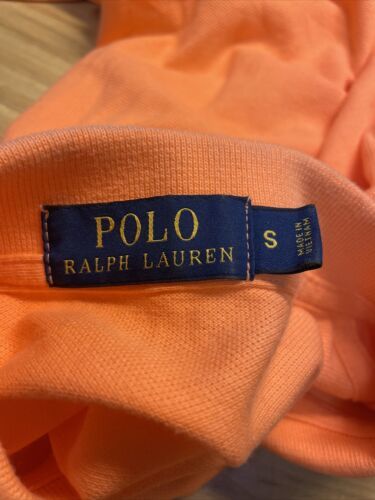 POLO
RALPH LAUREN
S
MADE IN
VIETNAM